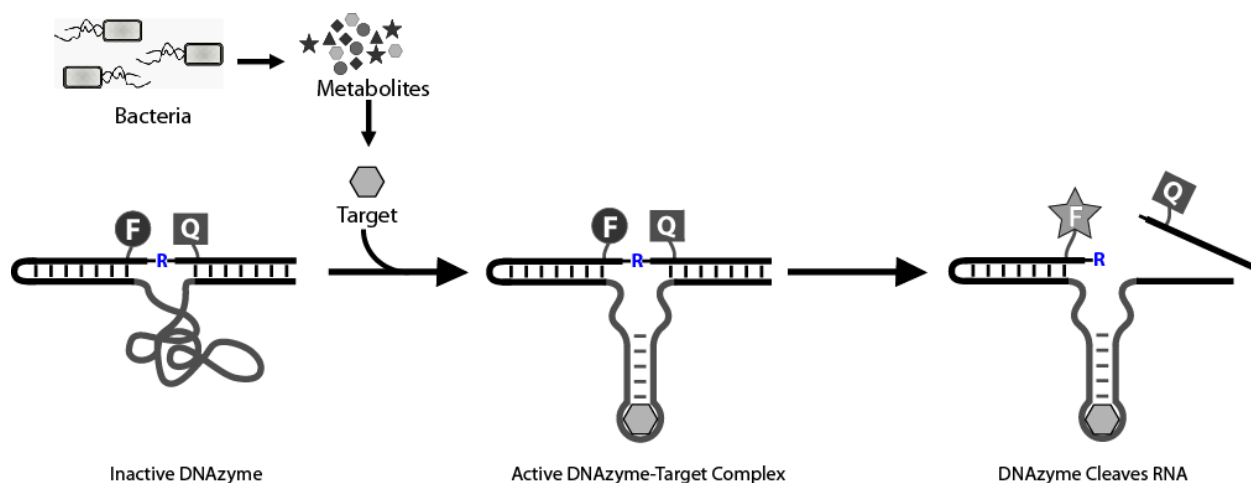 Bacteria
Metabolites
Target
F
Q
R
F
Q
R
F
Q
R
Inactive DNAzyme
Active DNAzyme-Target Complex
DNAzyme Cleaves RNA